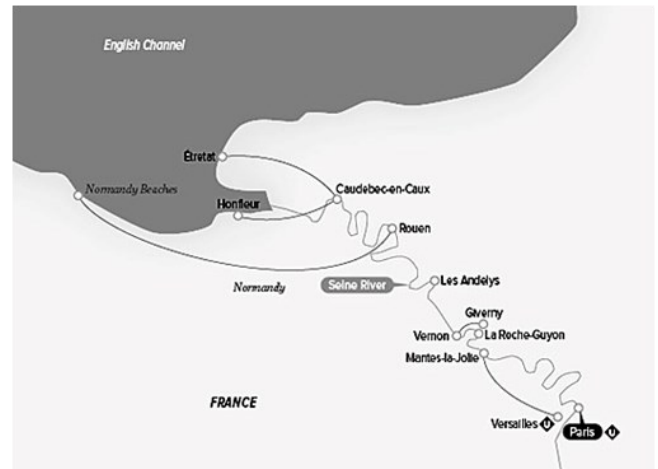 English Channel
Étretat
Normandy Beaches
Honfleur
Caudebec-en-Caux
Rouen
Normandy
Seine River
Les Andelys
Giverny
Vernon
La Roche-Guyon
Mantes-la-Jolie
FRANCE
Versailles U
Paris U